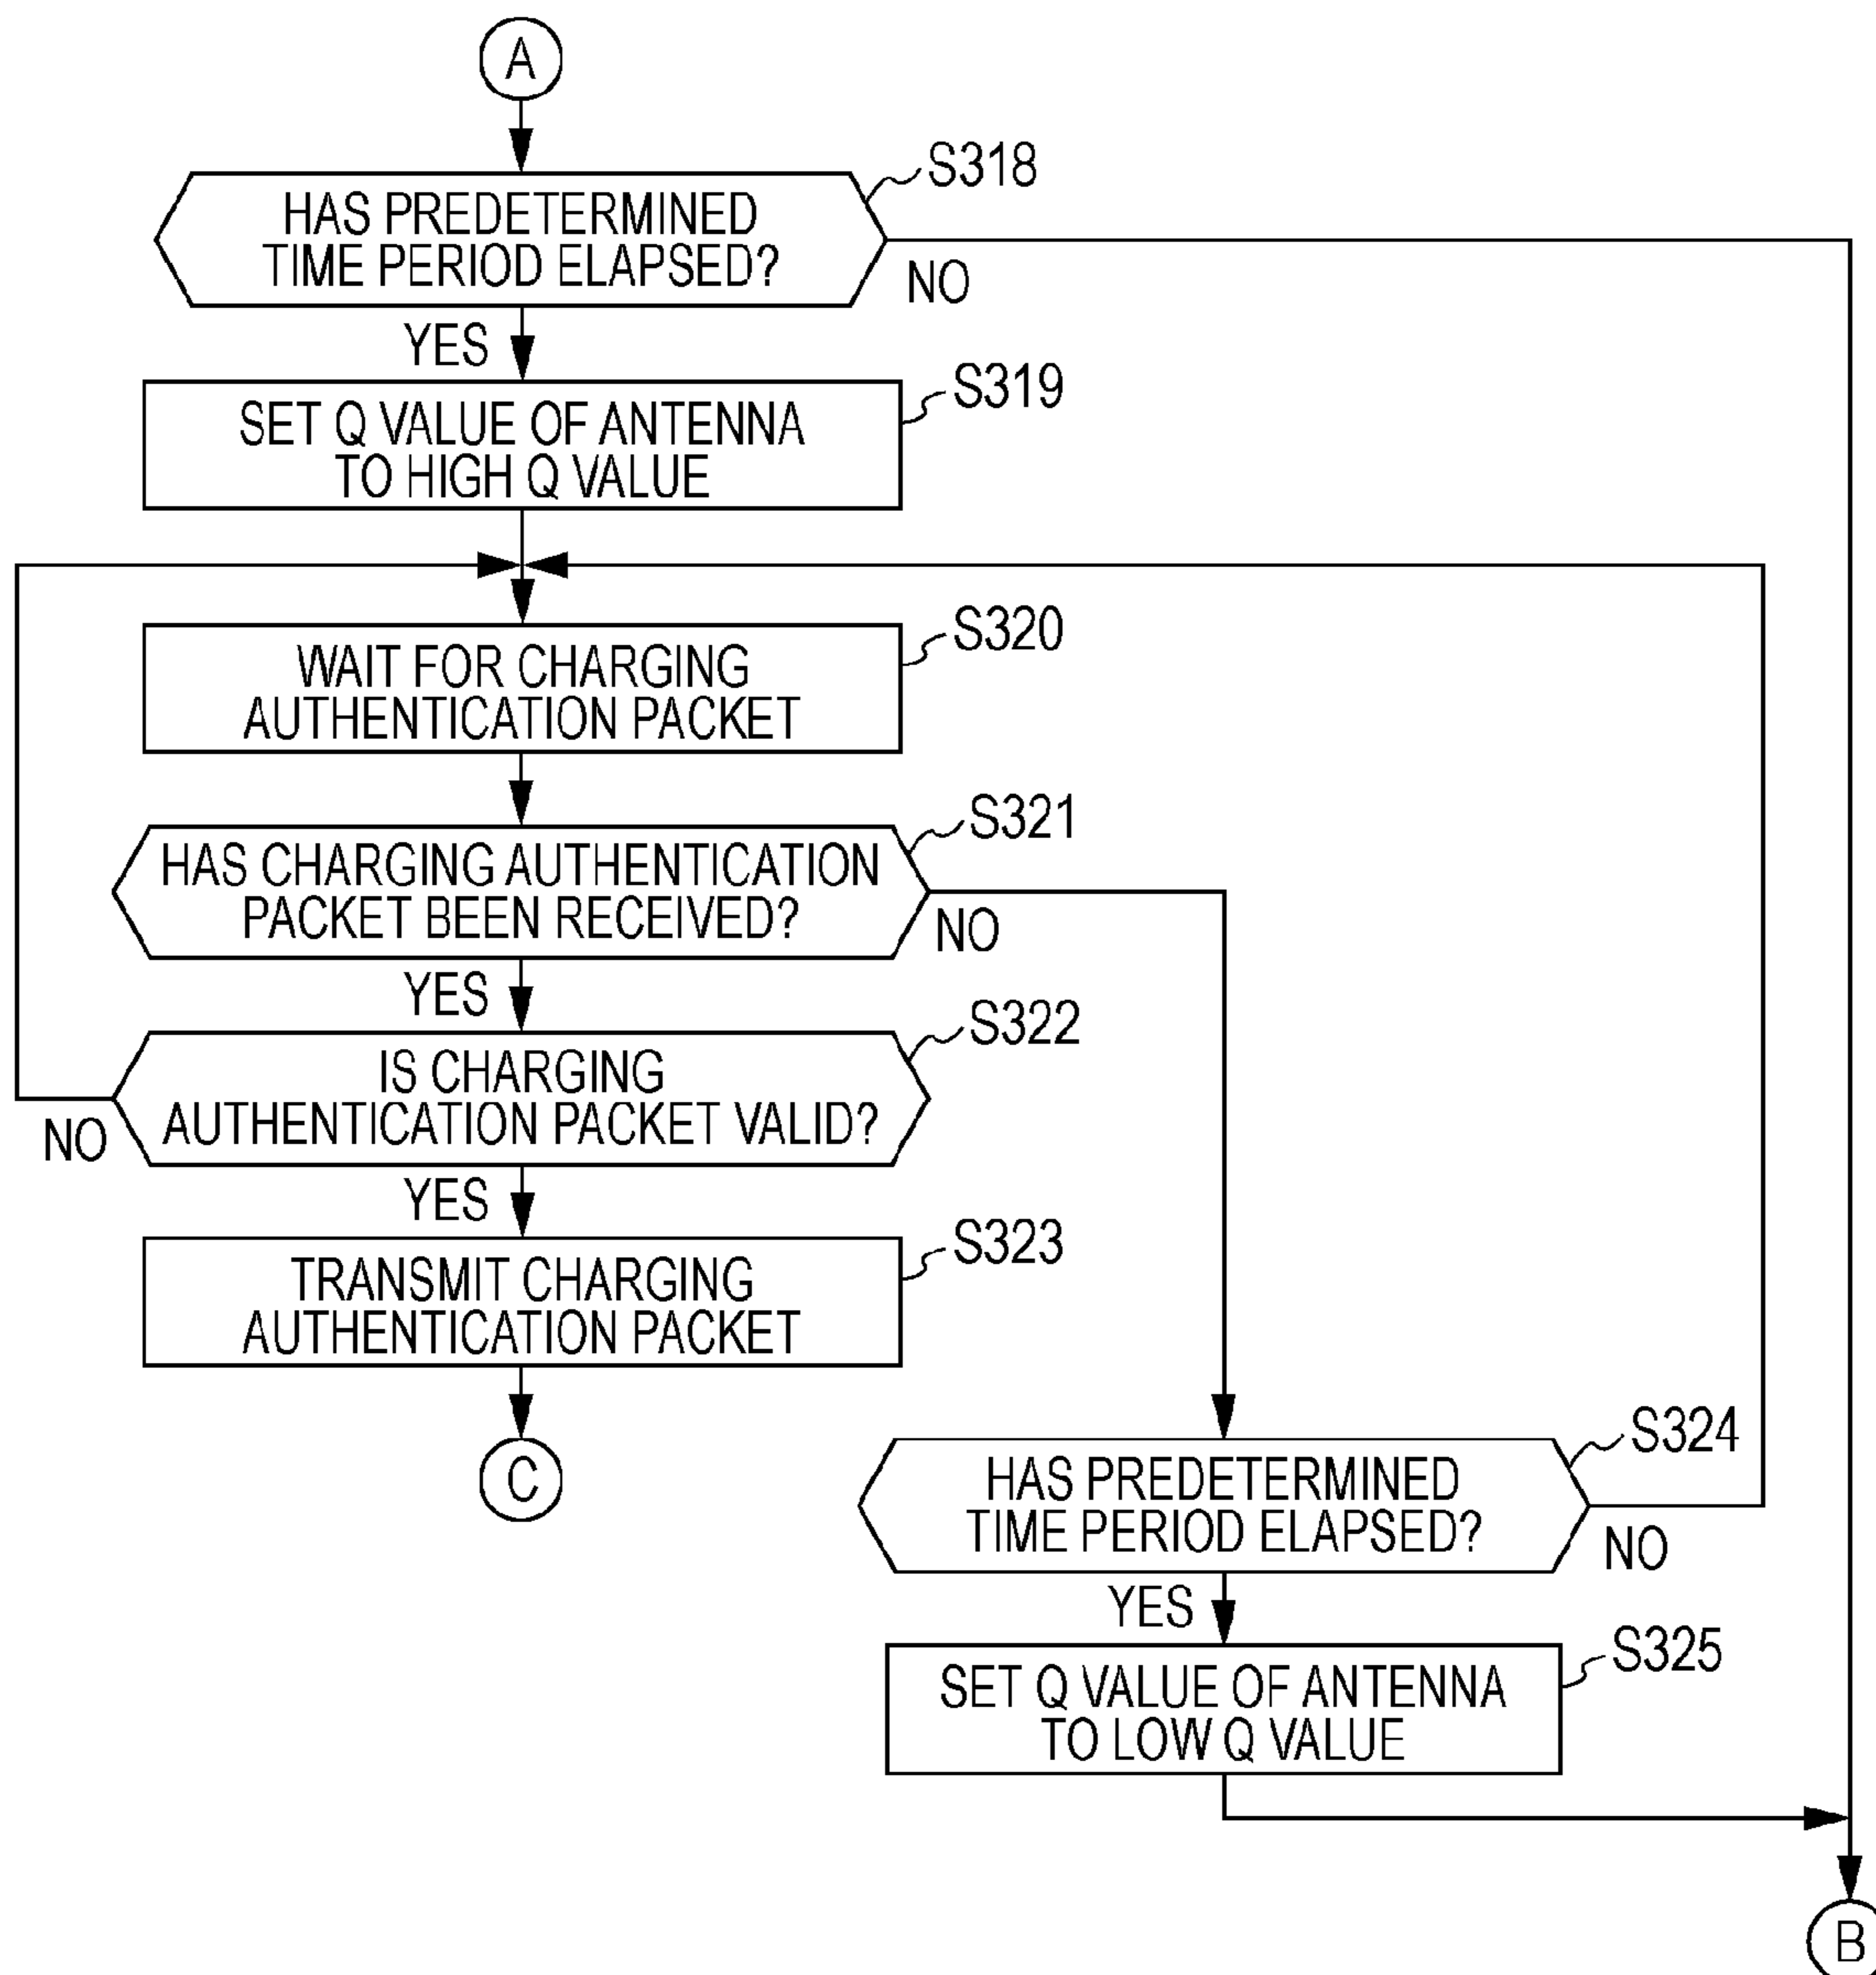 A
S318
HAS PREDETERMINED
TIME PERIOD ELAPSED?
NO
YES
S319
SET Q VALUE OF ANTENNA
TO HIGH Q VALUE
S320
WAIT FOR CHARGING
AUTHENTICATION PACKET
S321
HAS CHARGING AUTHENTICATION
PACKET BEEN RECEIVED?
NO
YES
S322
IS CHARGING
AUTHENTICATION PACKET VALID?
NO
YES
S323
TRANSMIT CHARGING
AUTHENTICATION PACKET
C
S324
HAS PREDETERMINED
TIME PERIOD ELAPSED?
NO
YES
S325
SET Q VALUE OF ANTENNA
TO LOW Q VALUE
B